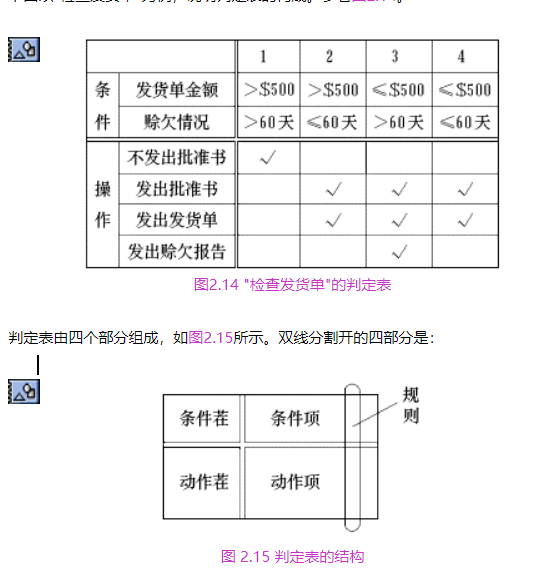 1 2 3 4
条件 发货单金额 >$500 >$500 ≤$500 ≤$500
赊欠情况 >60天 ≤60天 >60天 ≤60天
操作 不发出批准书 ✓
发出批准书 ✓ ✓ ✓
发出发货单 ✓ ✓ ✓
发出赊欠报告 ✓
图2.14 "检查发货单"的判定表
判定表由四个部分组成，如图2.15所示。双线分割开的四部分是：
条件茬 条件项 规则
动作茬 动作项
图 2.15 判定表的结构